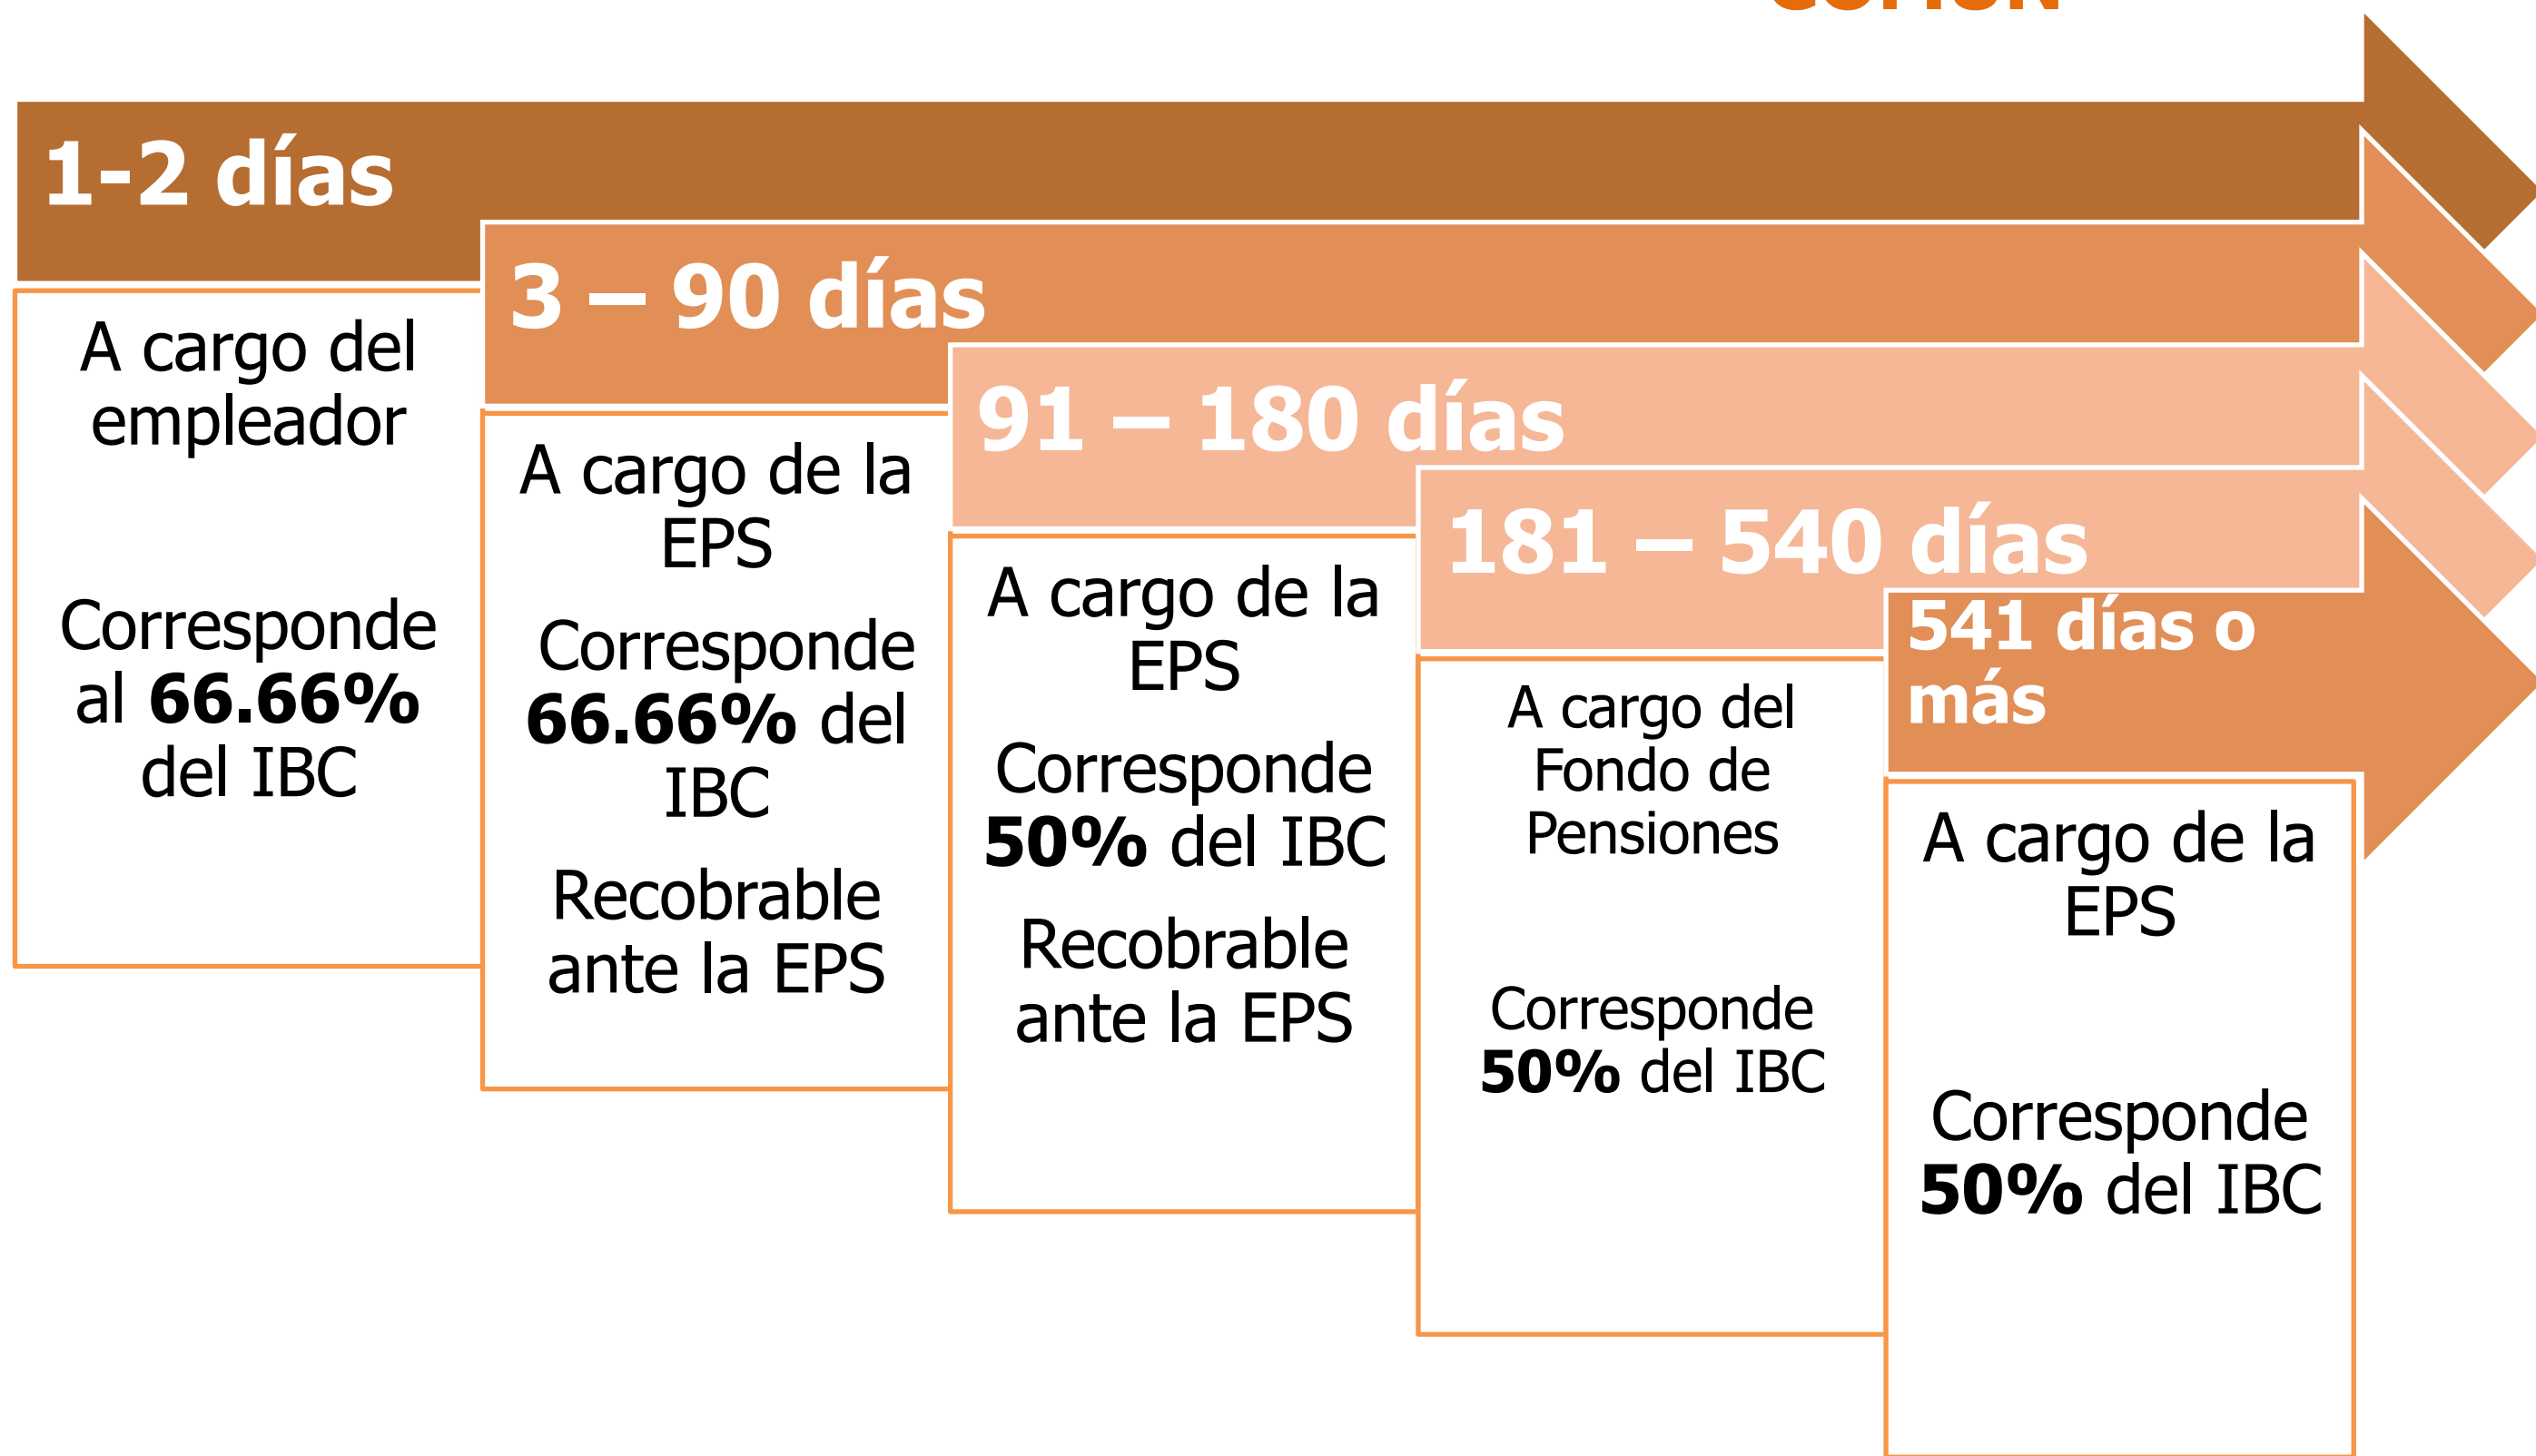 COMÚN
1-2 días
A cargo del
empleador
Corresponde
al 66.66%
del IBC
3 – 90 días
A cargo de la
EPS
Corresponde
66.66% del
IBC
Recobrable
ante la EPS
91 – 180 días
A cargo de la
EPS
Corresponde
50% del IBC
Recobrable
ante la EPS
181 – 540 días
A cargo del
Fondo de
Pensiones
Corresponde
50% del IBC
541 días o
más
A cargo de la
EPS
Corresponde
50% del IBC